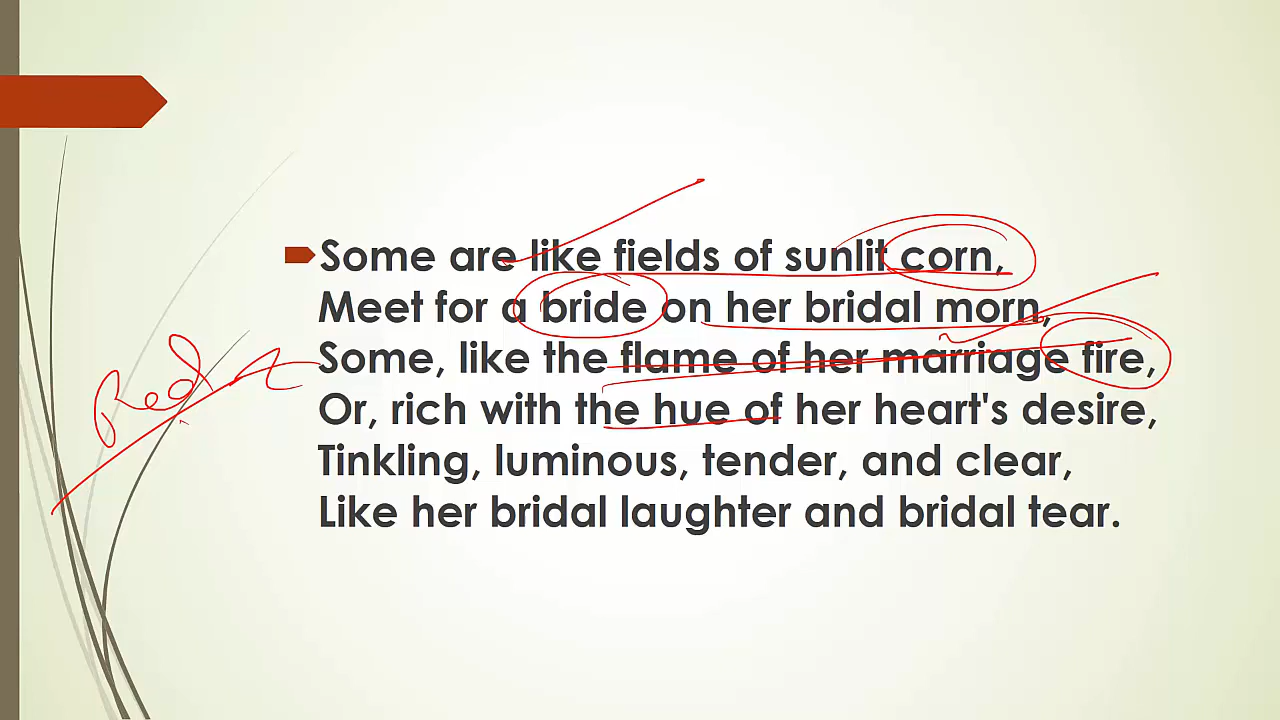 Some are like fields of sunlit corn,
Meet for a bride on her bridal morn,
Some, like the flame of her marriage fire,
Or, rich with the hue of her heart's desire,
Tinkling, luminous, tender, and clear,
Like her bridal laughter and bridal tear.
Red